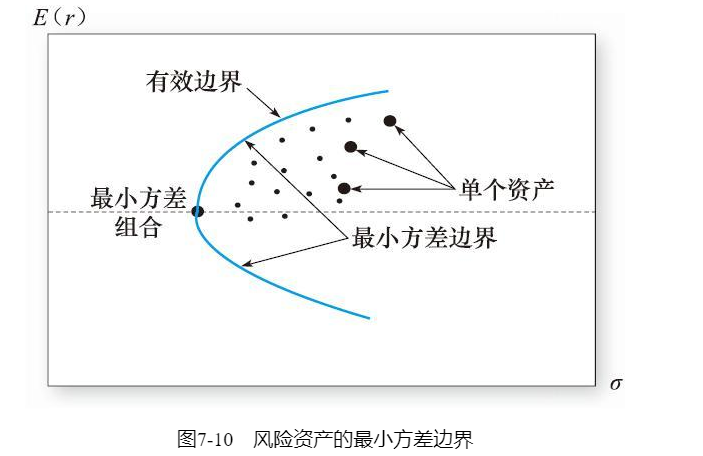 E(r)
有效边界
最小方差
组合
单个资产
最小方差边界
σ
图7-10 风险资产的最小方差边界